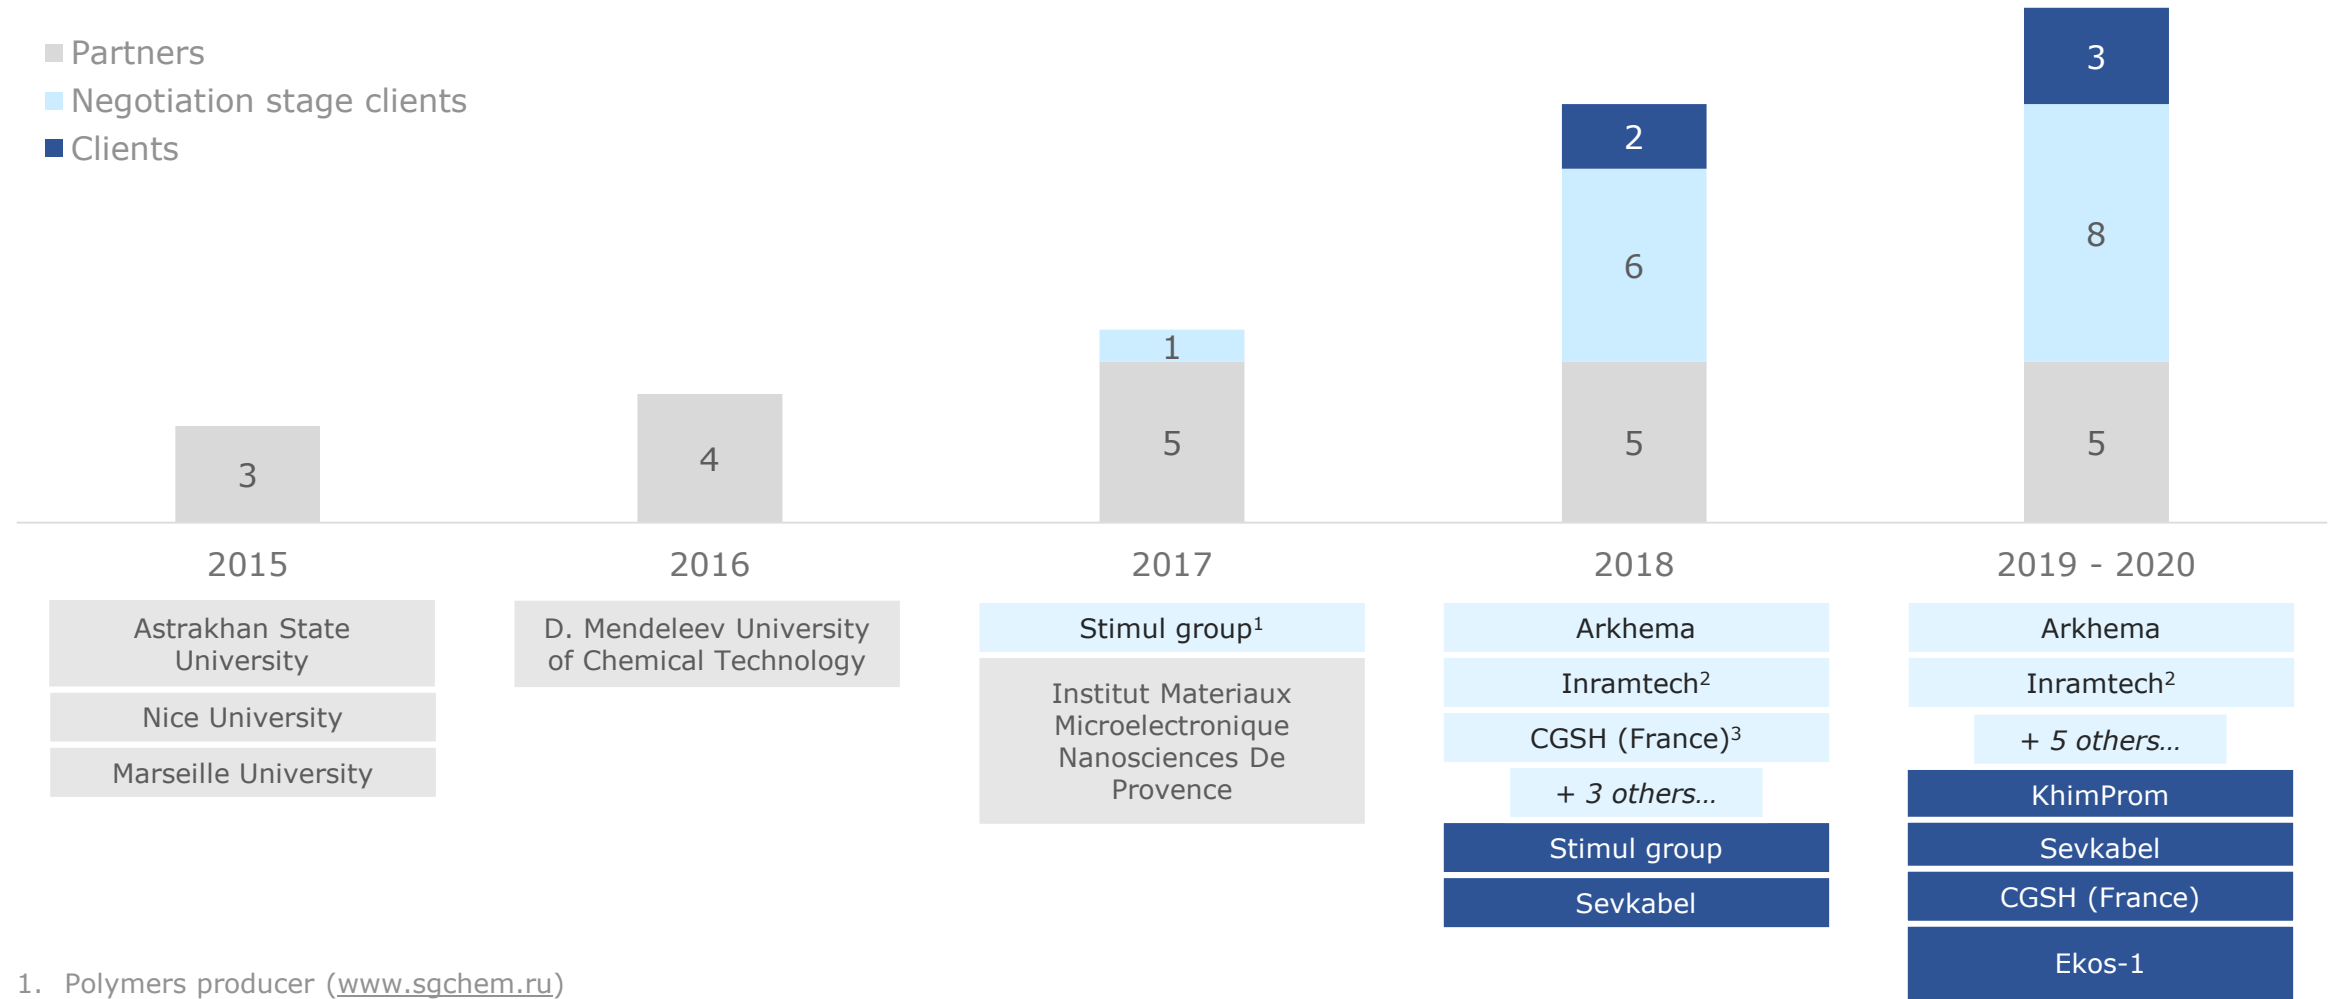 Partners
Negotiation stage clients
Clients
3
4
1
5
2
6
5
3
8
5
2015
2016
2017
2018
2019 - 2020
Astrakhan State
University
Nice University
Marseille University
D. Mendeleev University
of Chemical Technology
Stimul group¹
Institut Materiaux
Microelectronique
Nanosciences De
Provence
Arkhema
Inramtech²
CGSH (France)³
+ 3 others…
Stimul group
Sevkabel
Arkhema
Inramtech²
+ 5 others…
KhimProm
Sevkabel
CGSH (France)
Ekos-1
1. Polymers producer (www.sgchem.ru)